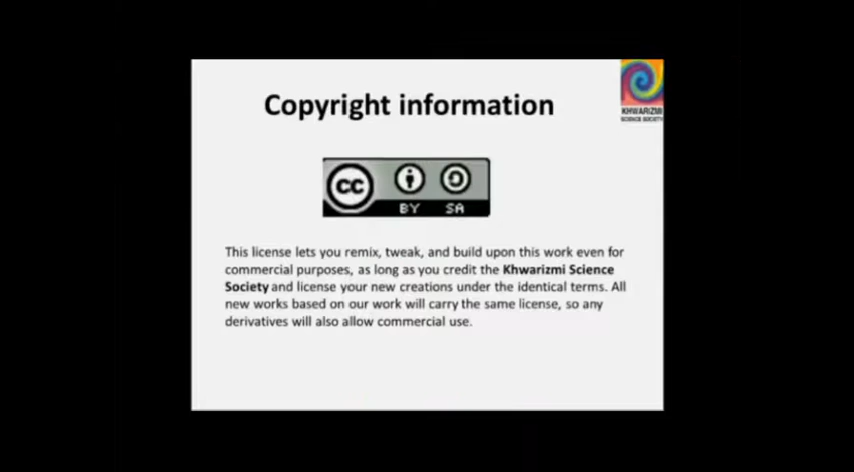 Copyright information
KHWARIZMI
SCIENCE SOCIETY
CC
BY SA
This license lets you remix, tweak, and build upon this work even for
commercial purposes, as long as you credit the Khwarizmi Science
Society and license your new creations under the identical terms. All
new works based on our work will carry the same license, so any
derivatives will also allow commercial use.